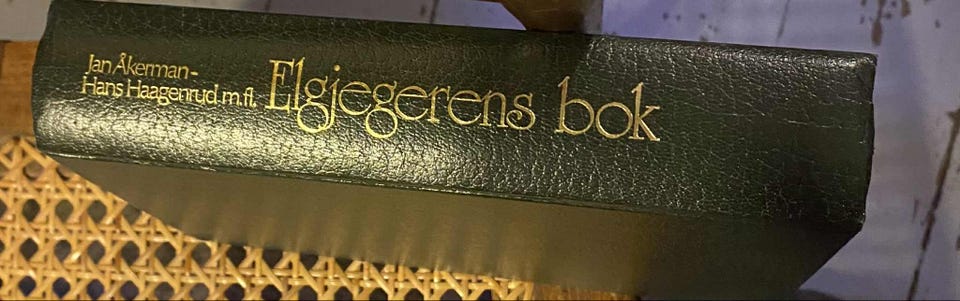 Jan Åkerman-
Hans Haagenrud m.fl.
Elgjegerens bok